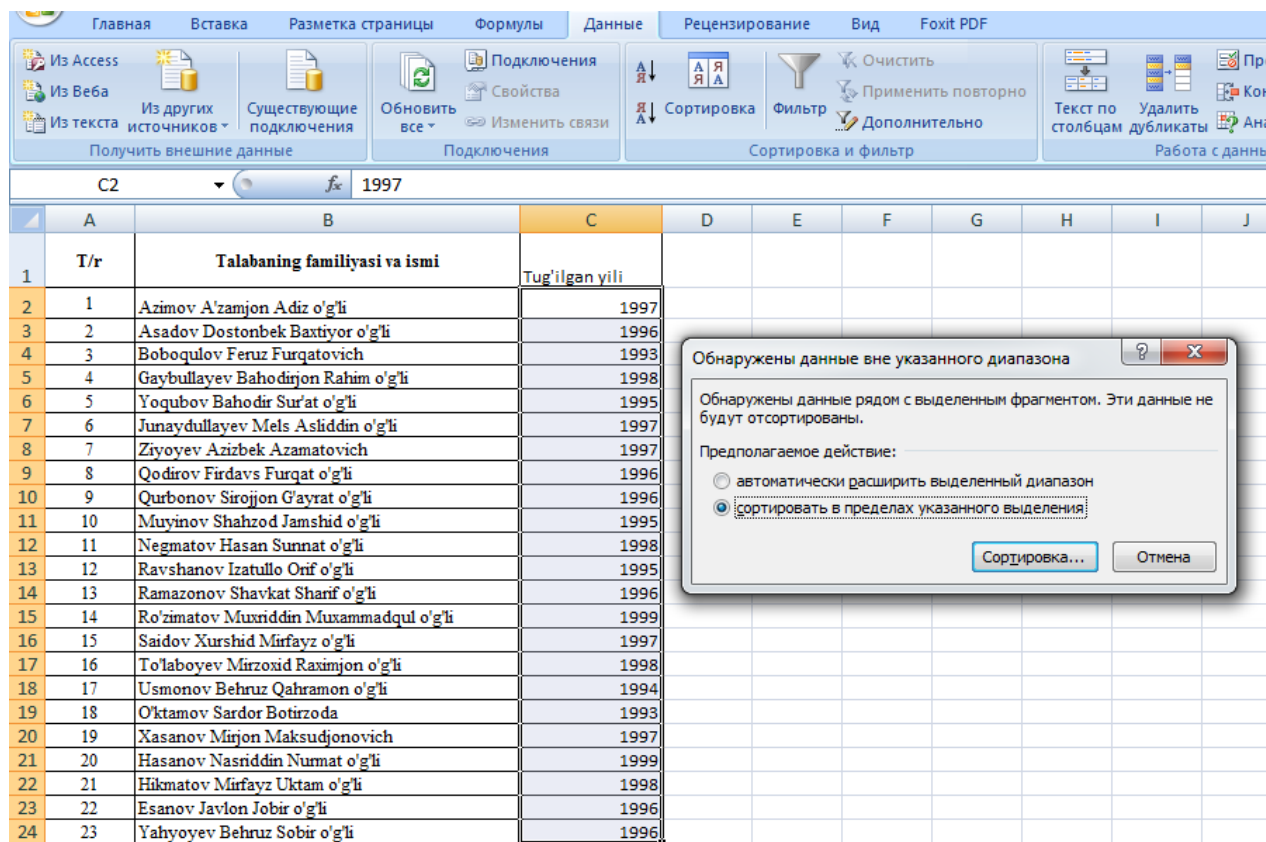 Главная Вставка Разметка страницы Формулы Данные Рецензирование Вид Foxit PDF
Из Access
Из Веба
Из текста
Из других источников
Существующие подключения
Обновить все
Подключения
Свойства
Изменить связи
Сортировка
Фильтр
Очистить
Применить повторно
Дополнительно
Текст по столбцам
Удалить дубликаты
Получить внешние данные Подключения Сортировка и фильтр Работа с данны
C2 fx 1997
A B C D E F G H I J
1 T/r Talabaning familiyasi va ismi Tug'ilgan yili
2 1 Azimov A'zamjon Adiz o'g'li 1997
3 2 Asadov Dostonbek Baxtiyor o'g'li 1996
4 3 Boboqulov Feruz Furqatovich 1993
5 4 Gaybullayev Bahodirjon Rahim o'g'li 1998
6 5 Yoqubov Bahodir Sur'at o'g'li 1995
7 6 Junaydullayev Mels Asliddin o'g'li 1997
8 7 Ziyoyev Azizbek Azamatovich 1997
9 8 Qodirov Firdavs Furqat o'g'li 1996
10 9 Qurbonov Sirojjon G'ayrat o'g'li 1996
11 10 Muyinov Shahzod Jamshid o'g'li 1995
12 11 Negmatov Hasan Sunnat o'g'li 1998
13 12 Ravshanov Izatullo Orif o'g'li 1995
14 13 Ramazonov Shavkat Sharif o'g'li 1996
15 14 Ro'zimatov Muxriddin Muxammadqul o'g'li 1999
16 15 Saidov Xurshid Mirfayz o'g'li 1997
17 16 To'laboyev Mirzoxid Raximjon o'g'li 1998
18 17 Usmonov Behruz Qahramon o'g'li 1994
19 18 O'ktamov Sardor Botirzoda 1993
20 19 Xasanov Mirjon Maksudjonovich 1997
21 20 Hasanov Nasriddin Nurmat o'g'li 1999
22 21 Hikmatov Mirfayz Uktam o'g'li 1998
23 22 Esanov Javlon Jobir o'g'li 1996
24 23 Yahyoyev Behruz Sobir o'g'li 1996
Обнаружены данные вне указанного диапазона
Обнаружены данные рядом с выделенным фрагментом. Эти данные не
будут отсортированы.
Предполагаемое действие:
автоматически расширить выделенный диапазон
сортировать в пределах указанного выделения
Сортировка... Отмена